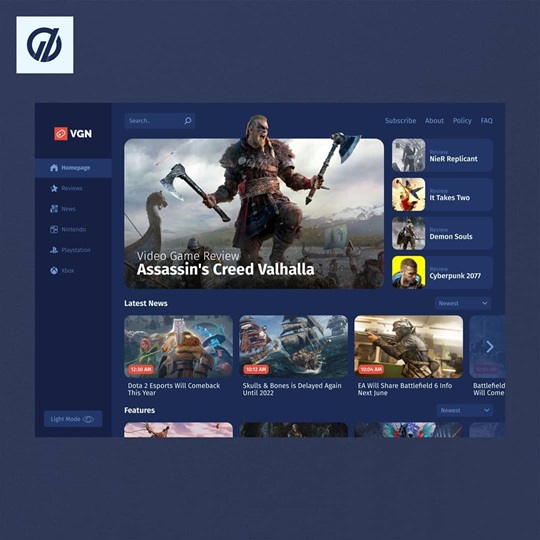 VGN
Search..
Subscribe
About
Policy
FAQ
Homepage
Reviews
News
Nintendo
Playstation
Xbox
Light Mode
Video Game Review
Assassin's Creed Valhalla
Review
NieR Replicant
Review
It Takes Two
Review
Demon Souls
Review
Cyberpunk 2077
Latest News
Newest
12:30 AM
Dota 2 Esports Will Comeback
This Year
10:12 AM
Skulls & Bones is Delayed Again
Until 2022
10:04 AM
EA Will Share Battlefield 6 Info
Next June
Battlefield
Will Come
Features
Newest